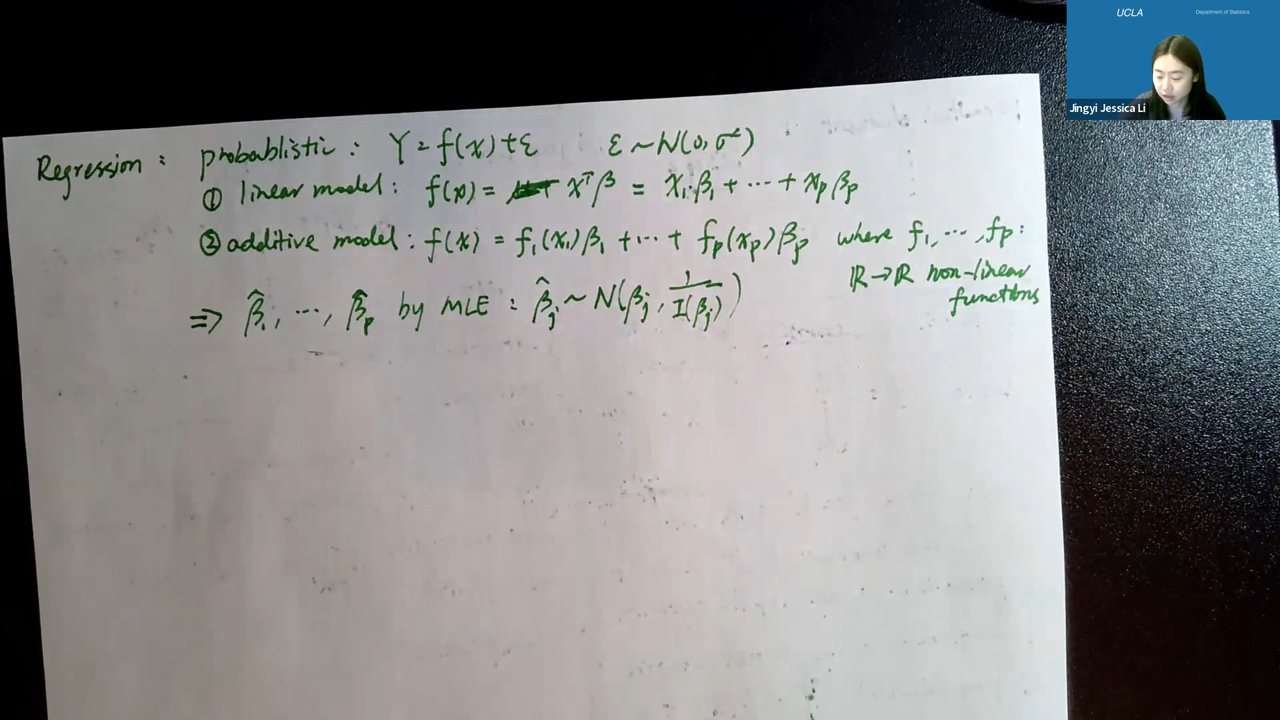 UCLA Department of Statistics
Jingyi Jessica Li
Regression : probablistic : Y = f(x) + ε ε ~ N(0, σ²)
① linear model : f(x) = xᵀβ = x₁β₁ + ··· + xₚβₚ
② additive model : f(x) = f₁(x₁)β₁ + ··· + fₚ(xₚ)βₚ where f₁, ···, fₚ :
ℝ → ℝ non-linear
functions
⇒ β̂₁, ···, β̂ₚ by MLE : β̂ⱼ ~ N(βⱼ, 1/I(βⱼ))